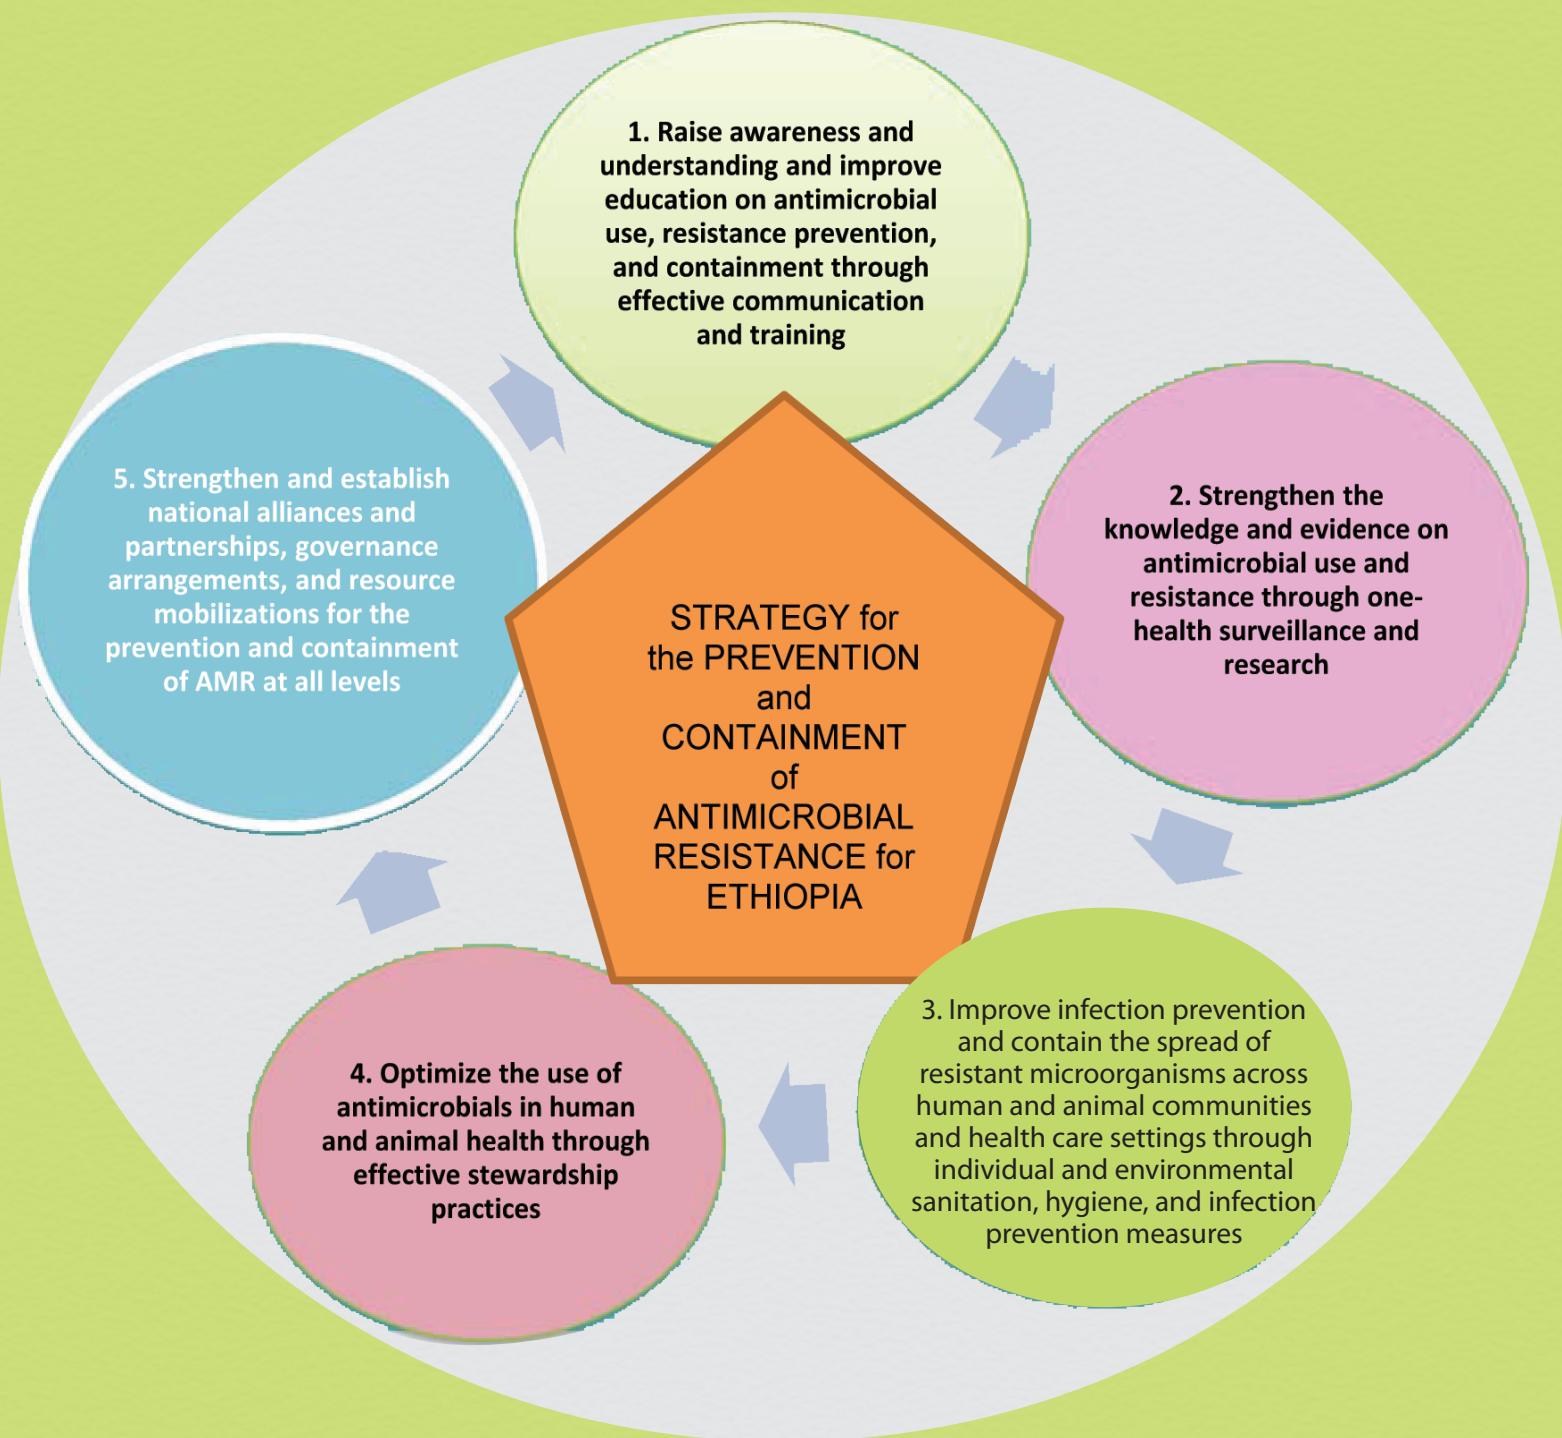 1. Raise awareness and
understanding and improve
education on antimicrobial
use, resistance prevention,
and containment through
effective communication
and training
2. Strengthen the
knowledge and evidence on
antimicrobial use and
resistance through one-
health surveillance and
research
3. Improve infection prevention
and contain the spread of
resistant microorganisms across
human and animal communities
and health care settings through
individual and environmental
sanitation, hygiene, and infection
prevention measures
4. Optimize the use of
antimicrobials in human
and animal health through
effective stewardship
practices
5. Strengthen and establish
national alliances and
partnerships, governance
arrangements, and resource
mobilizations for the
prevention and containment
of AMR at all levels
STRATEGY for
the PREVENTION
and
CONTAINMENT
of
ANTIMICROBIAL
RESISTANCE for
ETHIOPIA